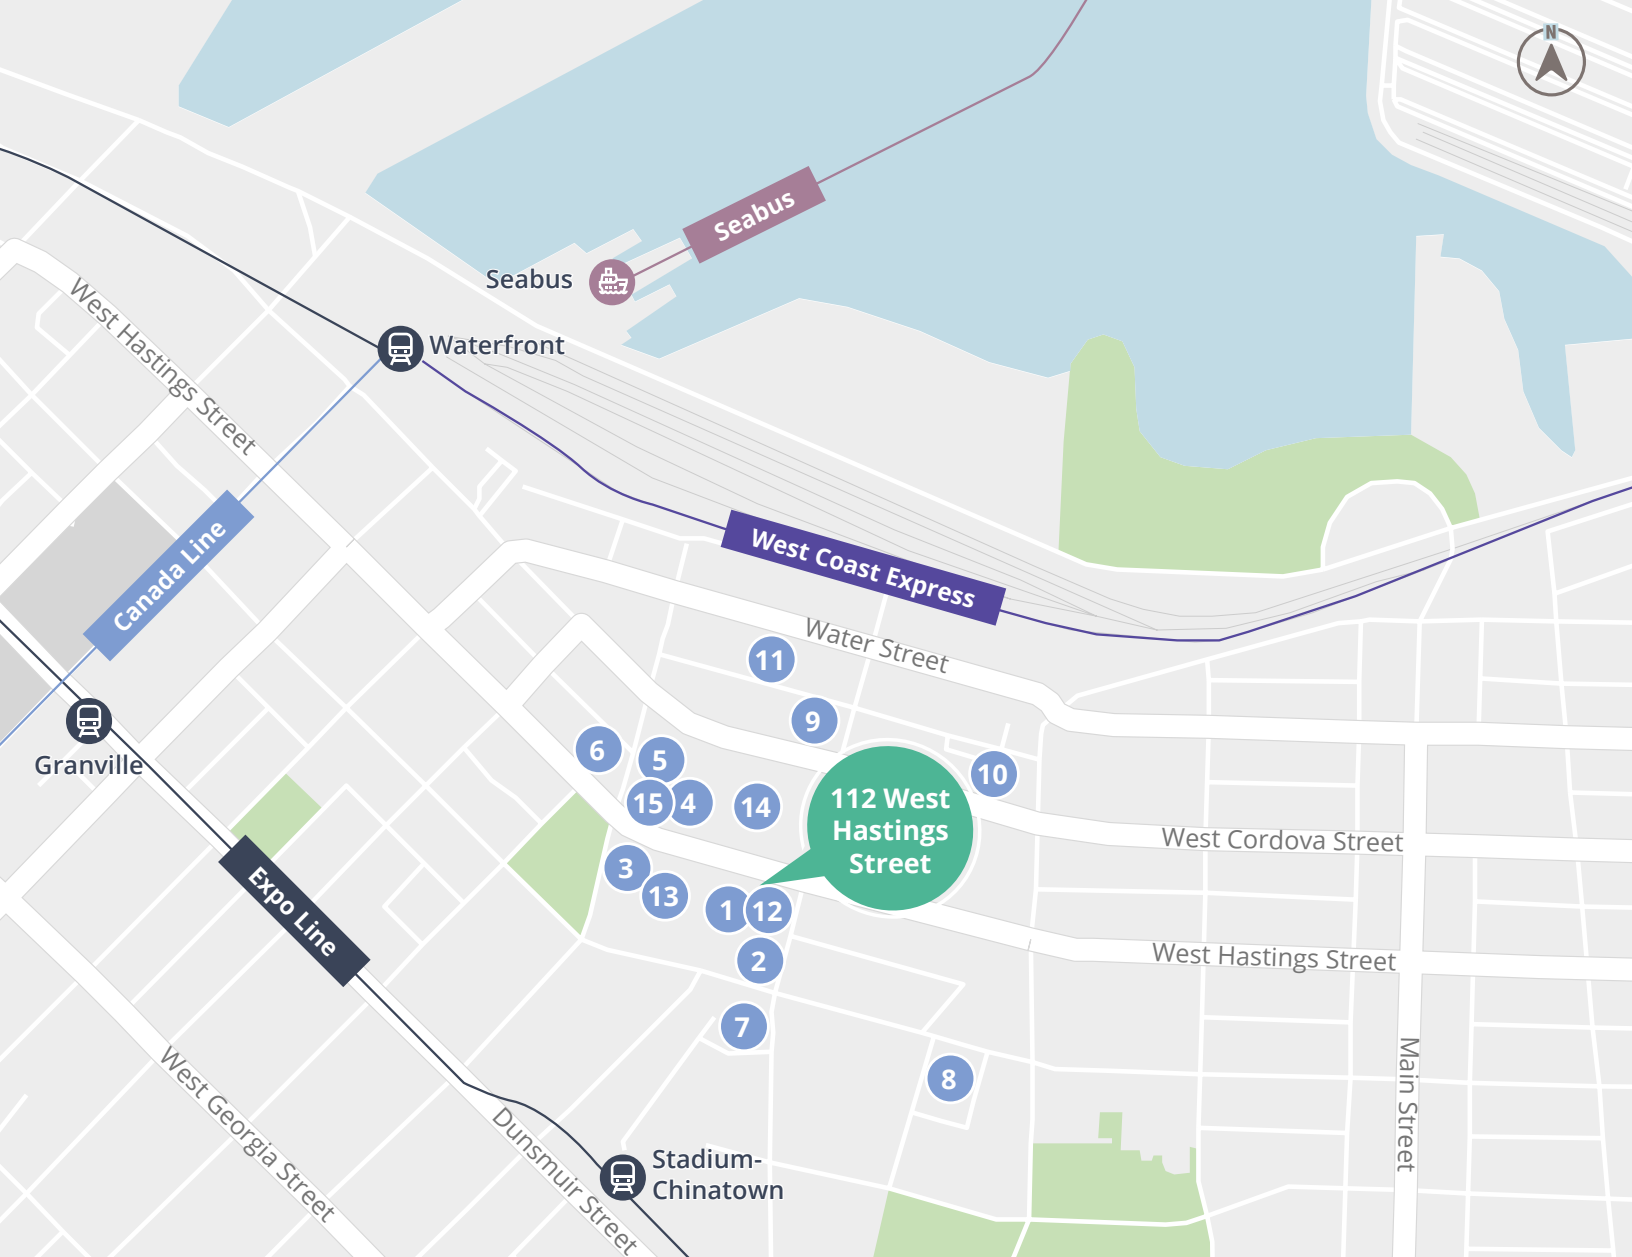 N
Seabus
Seabus
West Hastings Street
Waterfront
Canada Line
West Coast Express
Water Street
11
9
6
5
10
Granville
15
4
14
112 West
Hastings
Street
West Cordova Street
3
13
1
12
Expo Line
2
West Hastings Street
7
8
Main Street
West Georgia Street
Dunsmuir Street
Stadium-
Chinatown